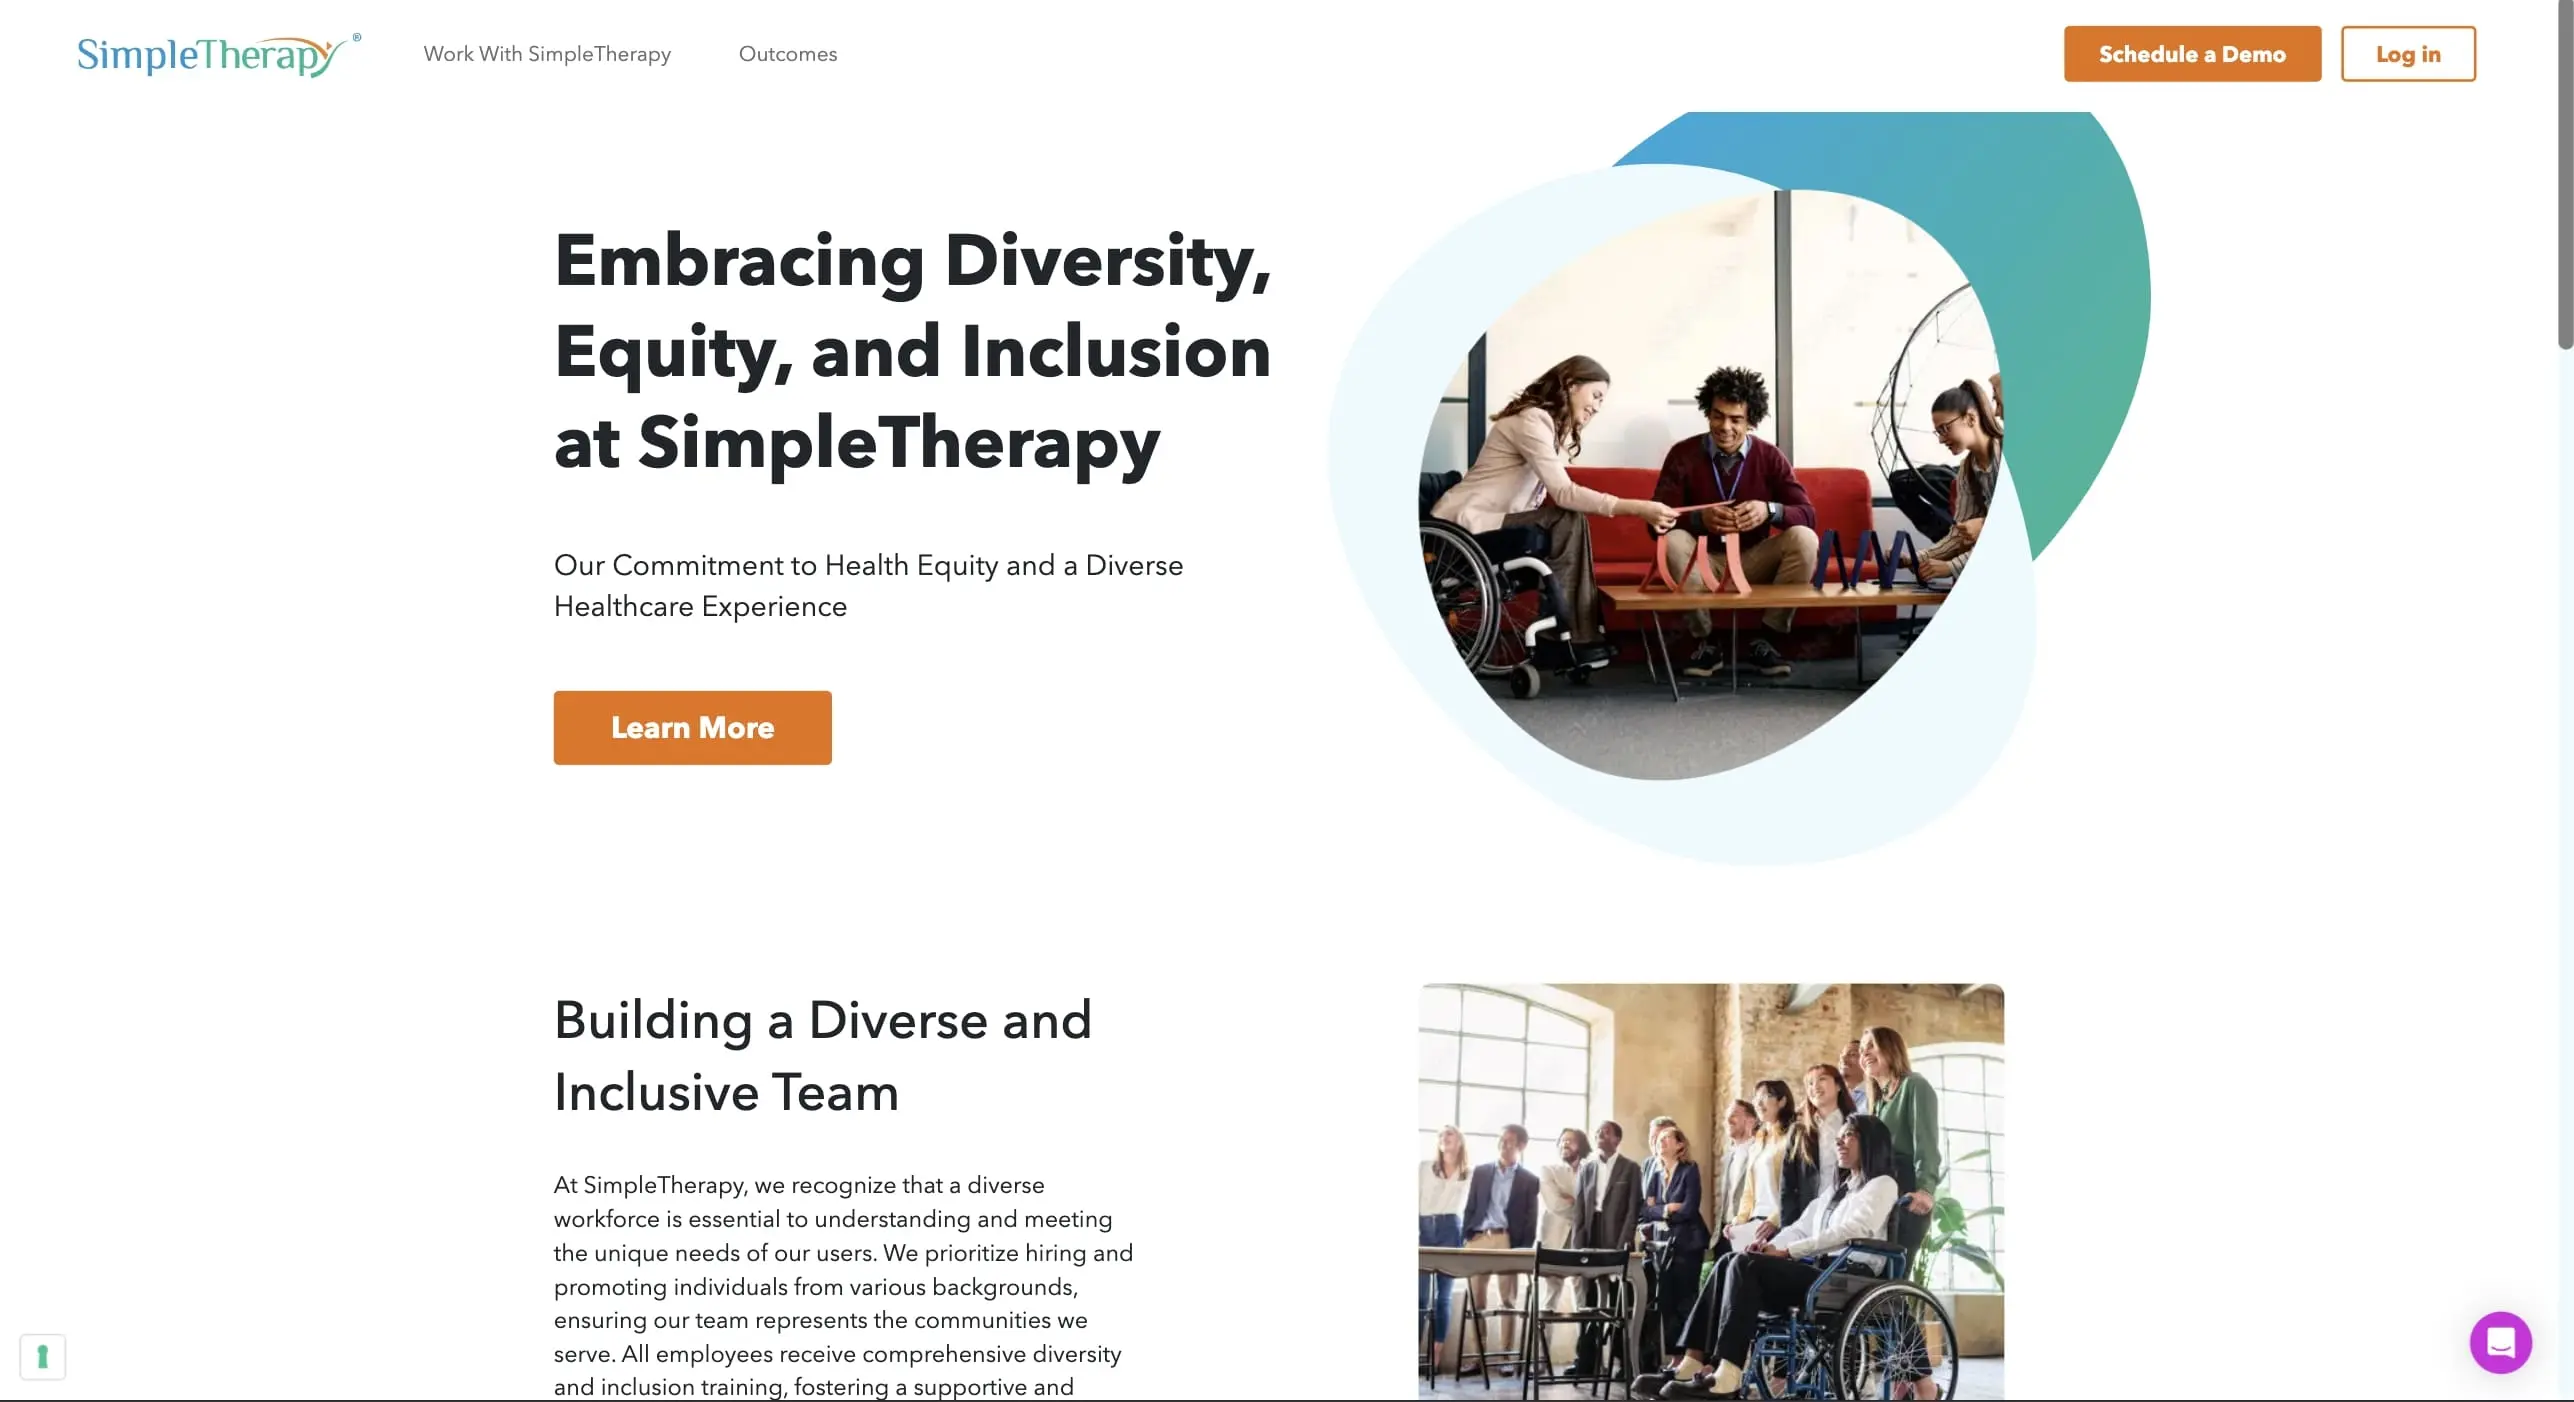 SimpleTherapy®
Work With SimpleTherapy
Outcomes
Schedule a Demo
Log in
Embracing Diversity,
Equity, and Inclusion
at SimpleTherapy
Our Commitment to Health Equity and a Diverse
Healthcare Experience
Learn More
Building a Diverse and
Inclusive Team
At SimpleTherapy, we recognize that a diverse
workforce is essential to understanding and meeting
the unique needs of our users. We prioritize hiring and
promoting individuals from various backgrounds,
ensuring our team represents the communities we
serve. All employees receive comprehensive diversity
and inclusion training, fostering a supportive and